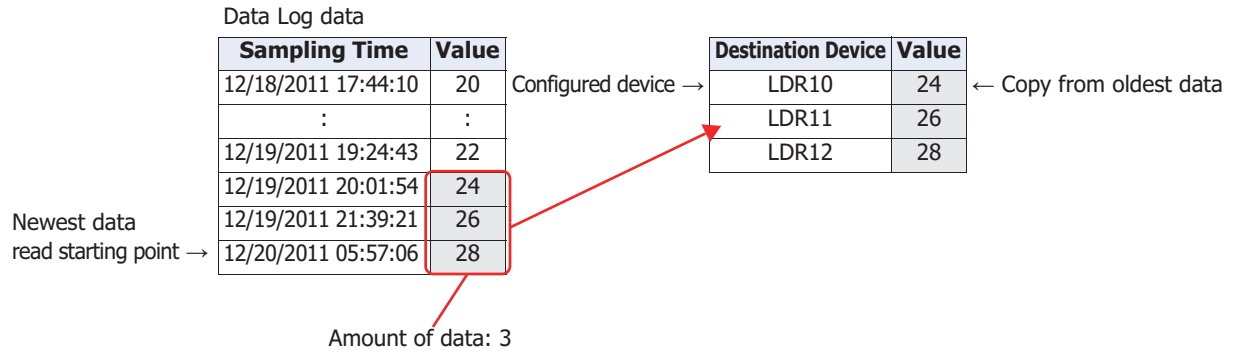 Data Log data
Sampling Time Value
12/18/2011 17:44:10 20
: :
12/19/2011 19:24:43 22
12/19/2011 20:01:54 24
12/19/2011 21:39:21 26
12/20/2011 05:57:06 28
Newest data
read starting point →
Amount of data: 3
Configured device →
Destination Device Value
LDR10 24
LDR11 26
LDR12 28
← Copy from oldest data